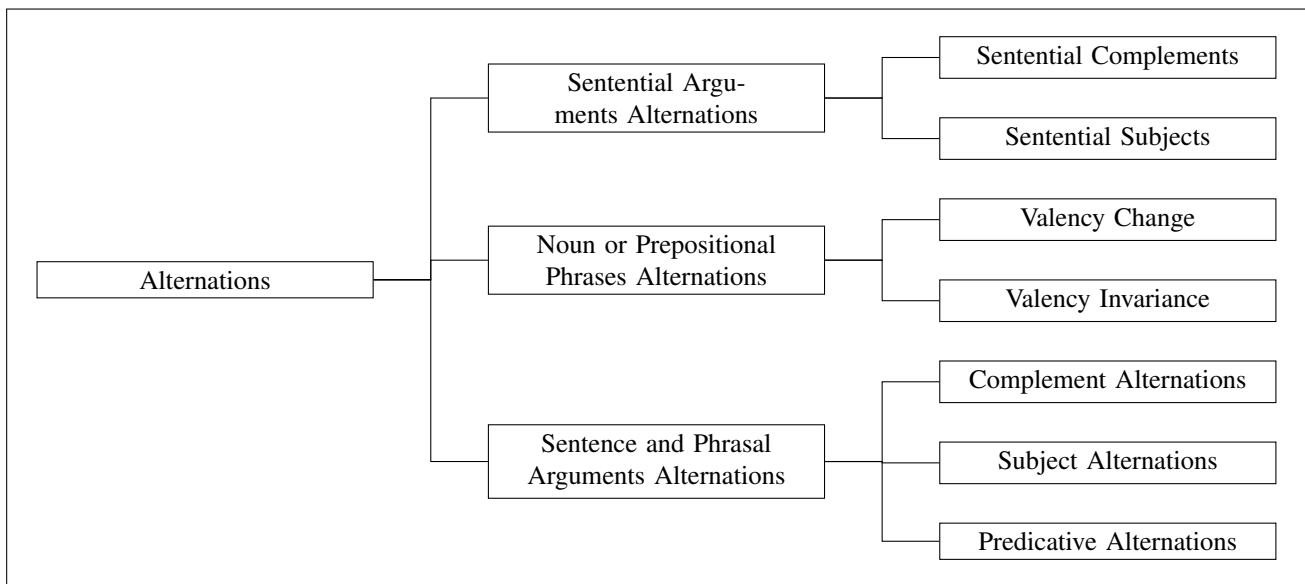 Alternations
Sentential Argu-
ments Alternations
Sentential Complements
Sentential Subjects
Noun or Prepositional
Phrases Alternations
Valency Change
Valency Invariance
Sentence and Phrasal
Arguments Alternations
Complement Alternations
Subject Alternations
Predicative Alternations